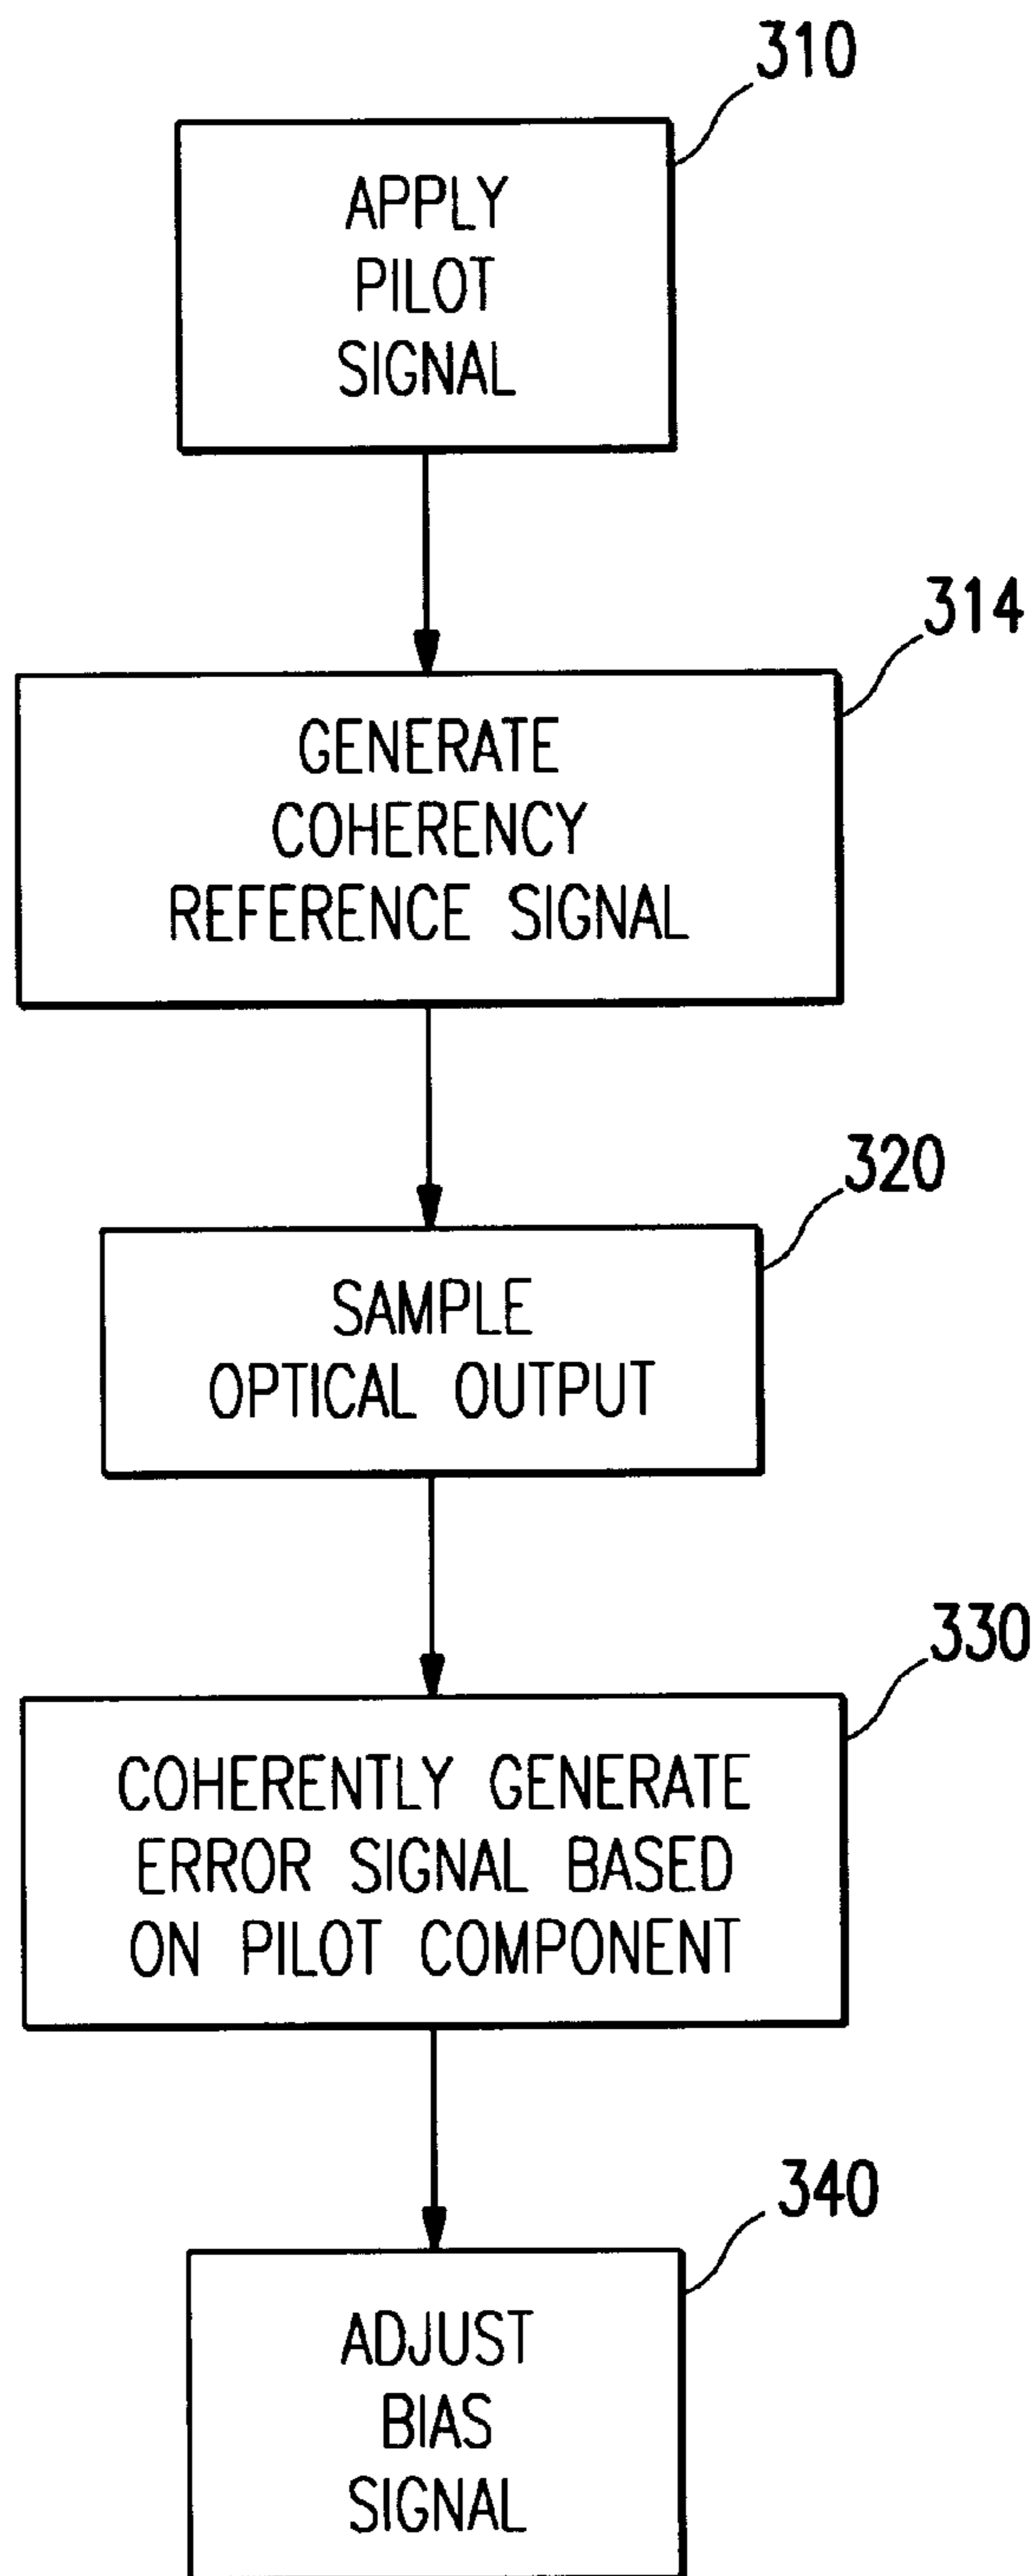 310
APPLY
PILOT
SIGNAL
314
GENERATE
COHERENCY
REFERENCE SIGNAL
320
SAMPLE
OPTICAL OUTPUT
330
COHERENTLY GENERATE
ERROR SIGNAL BASED
ON PILOT COMPONENT
340
ADJUST
BIAS
SIGNAL